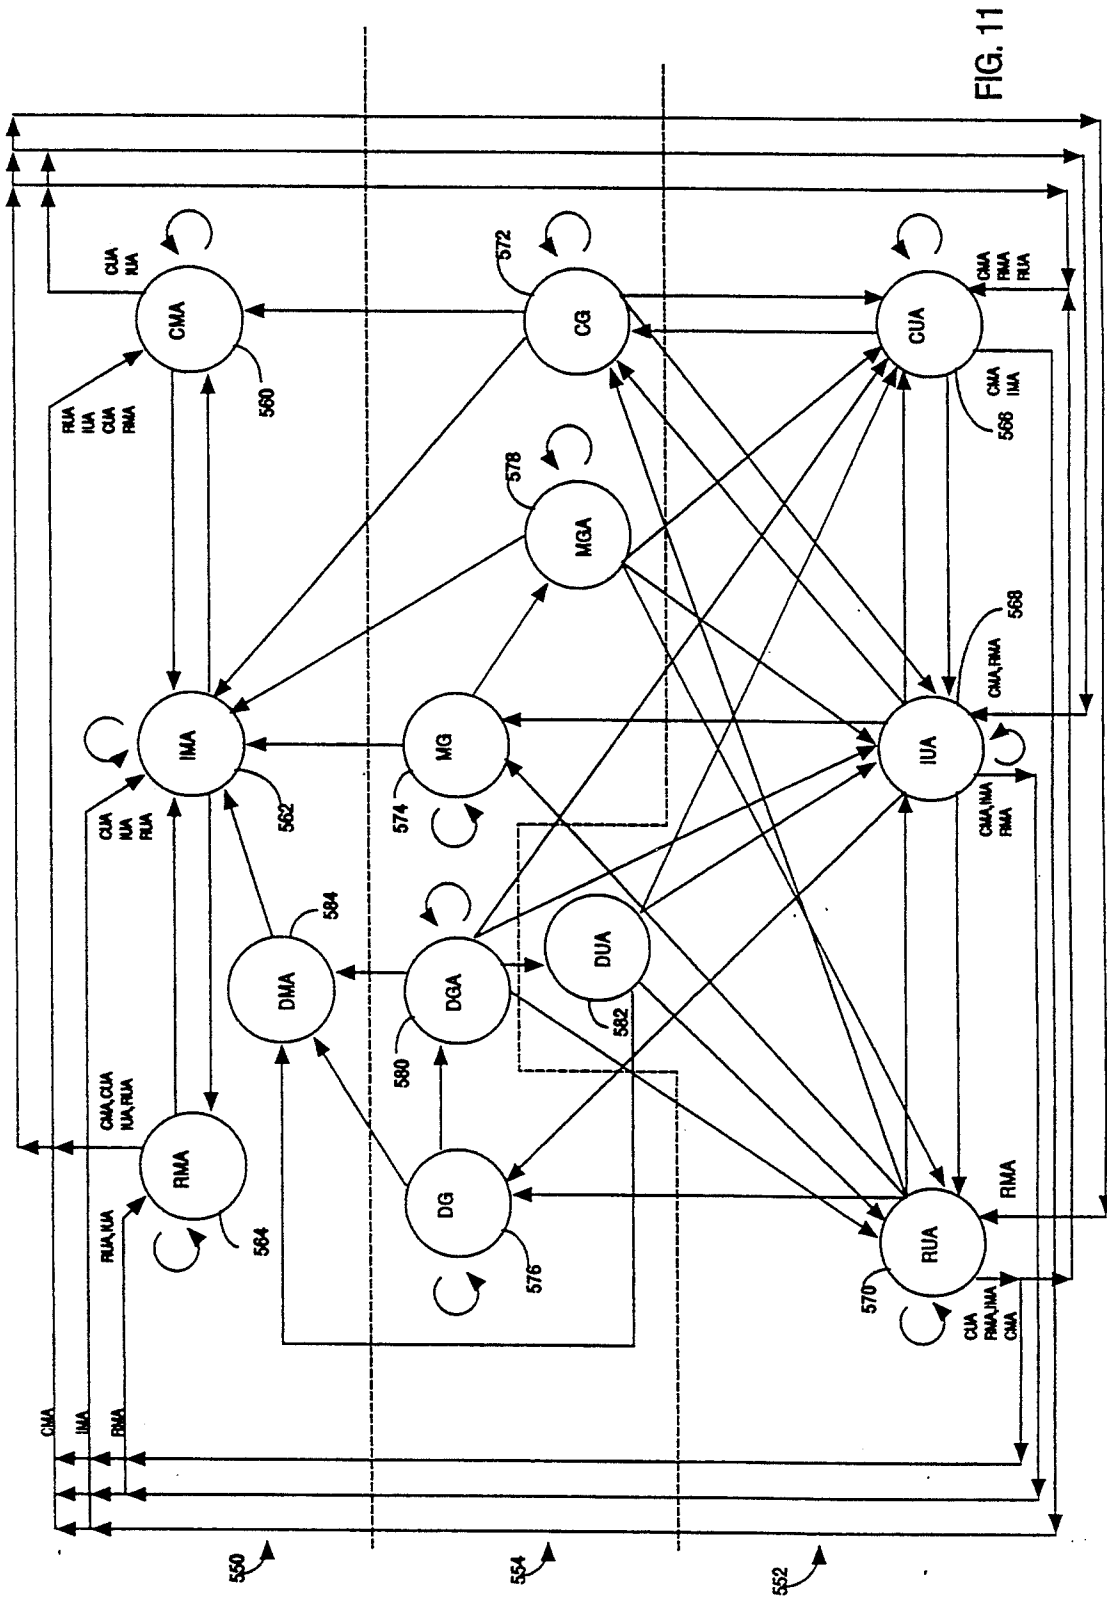 FIG. 11
CMA
560
CUA
IUA
RUA
IUA
CUA
RMA
IMA
562
CUA
IUA
RUA
RMA
564
CMA,CUA
IUA,RUA
RUA,IUA
CMA
IMA
RMA
550
DMA
584
CG
572
MGA
578
MG
574
DGA
580
DG
576
554
DUA
582
CUA
566
CMA
RMA
RUA
CMA
IMA
IUA
568
CMA,RMA
CMA,IMA
RMA
RUA
570
RMA
CUA
RMA,IMA
CMA
552